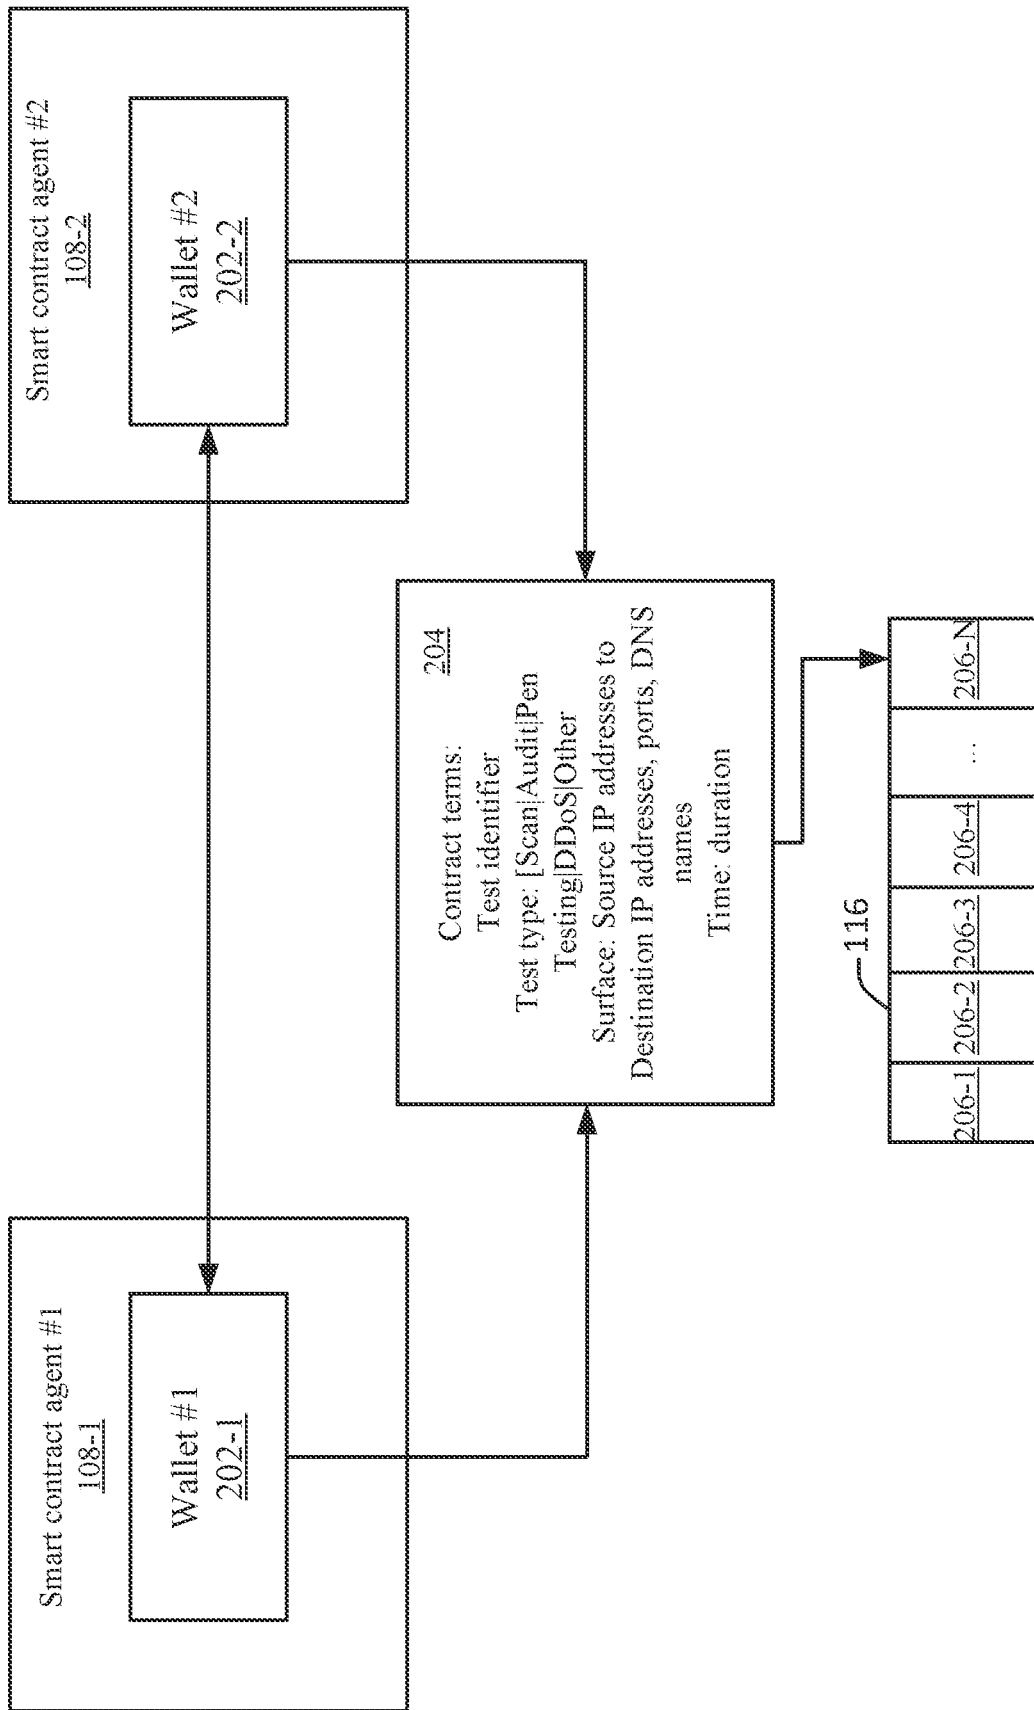 Smart contract agent #1
108-1
Wallet #1
202-1
Smart contract agent #2
108-2
Wallet #2
202-2
204
Contract terms:
Test identifier
Test type: [Scan|Audit|Pen
Testing|DDoS|Other
Surface: Source IP addresses to
Destination IP addresses, ports, DNS
names
Time: duration
116
206-1 206-2 206-3 206-4 ... 206-N